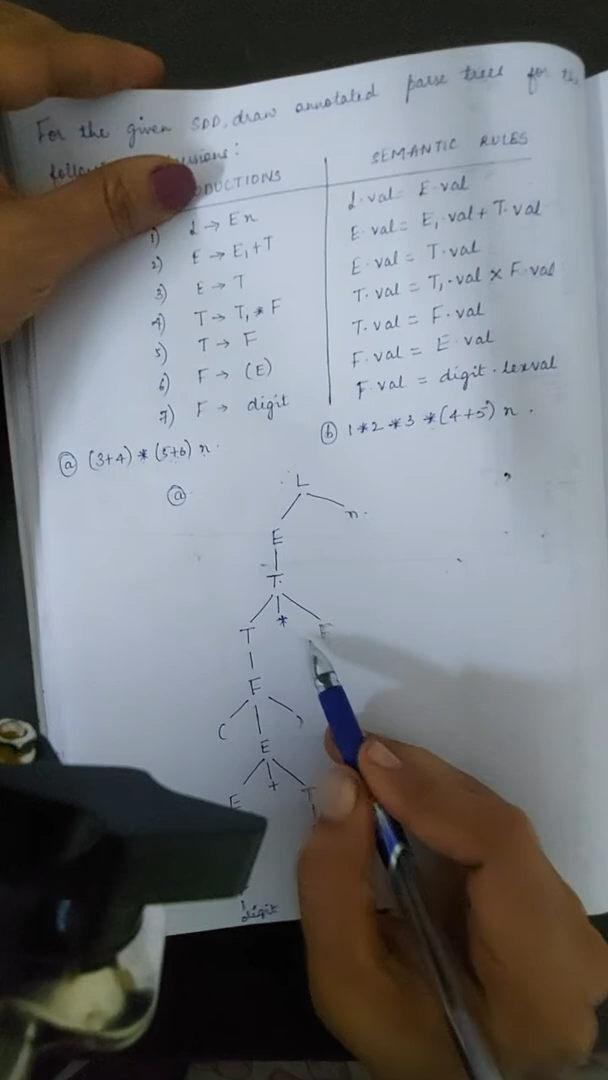 For the given SDD, draw annotated parse trees for the
PRODUCTIONS SEMANTIC RULES
1) L → En L.val = E.val
2) E → E₁+T E.val = E₁.val + T.val
3) E → T E.val = T.val
4) T → T₁ * F T.val = T₁.val × F.val
5) T → F T.val = F.val
6) F → (E) F.val = E.val
7) F → digit F.val = digit.lexval
ⓐ (3+4) * (5+6) n. ⓑ 1*2*3*(4+5) n.
ⓐ
L
E n.
T
T * F
F
( E )
E + T
digit